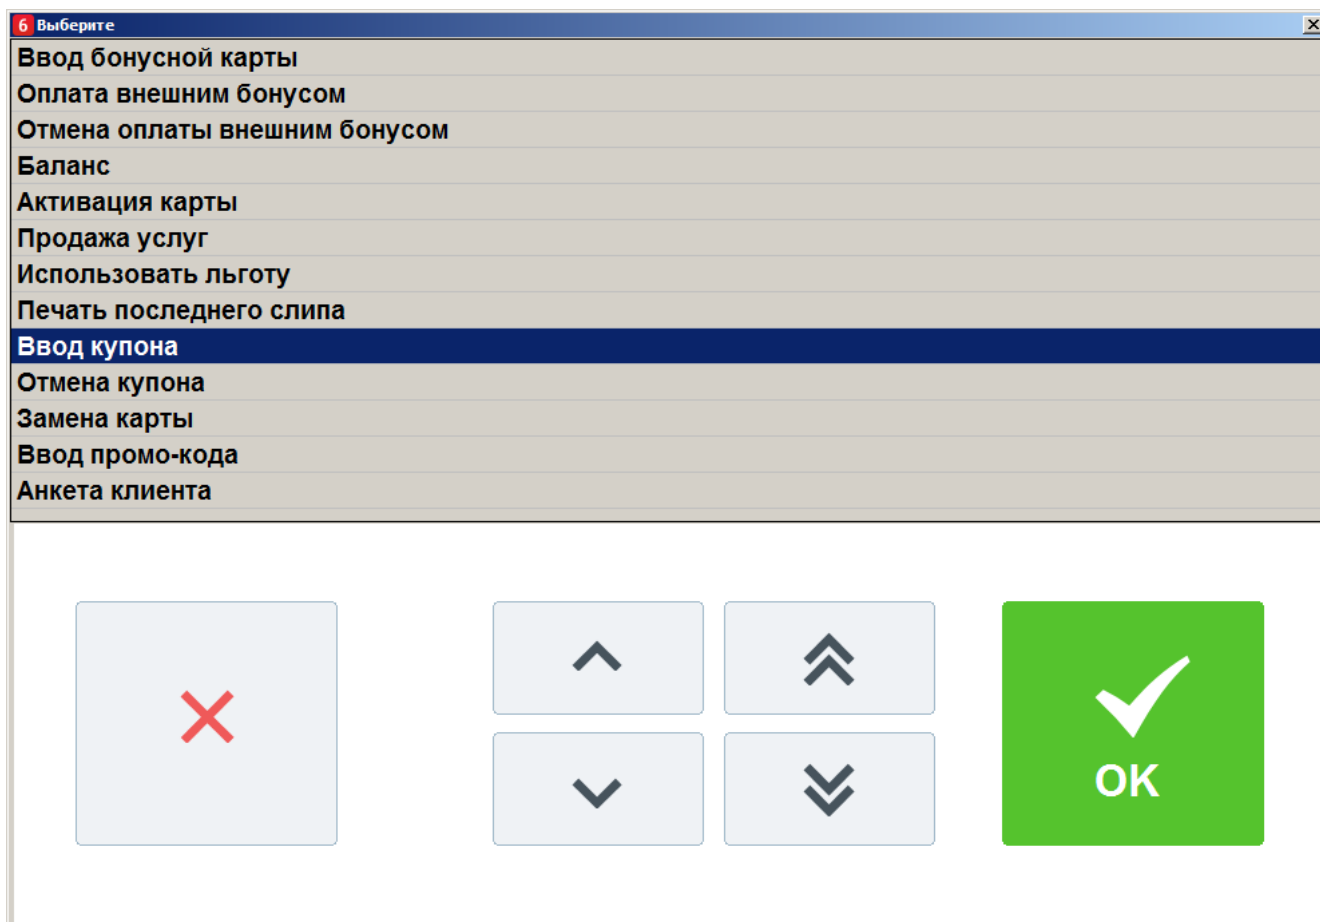 6 Выберите
Ввод бонусной карты
Оплата внешним бонусом
Отмена оплаты внешним бонусом
Баланс
Активация карты
Продажа услуг
Использовать льготу
Печать последнего слипа
Ввод купона
Отмена купона
Замена карты
Ввод промо-кода
Анкета клиента
OK